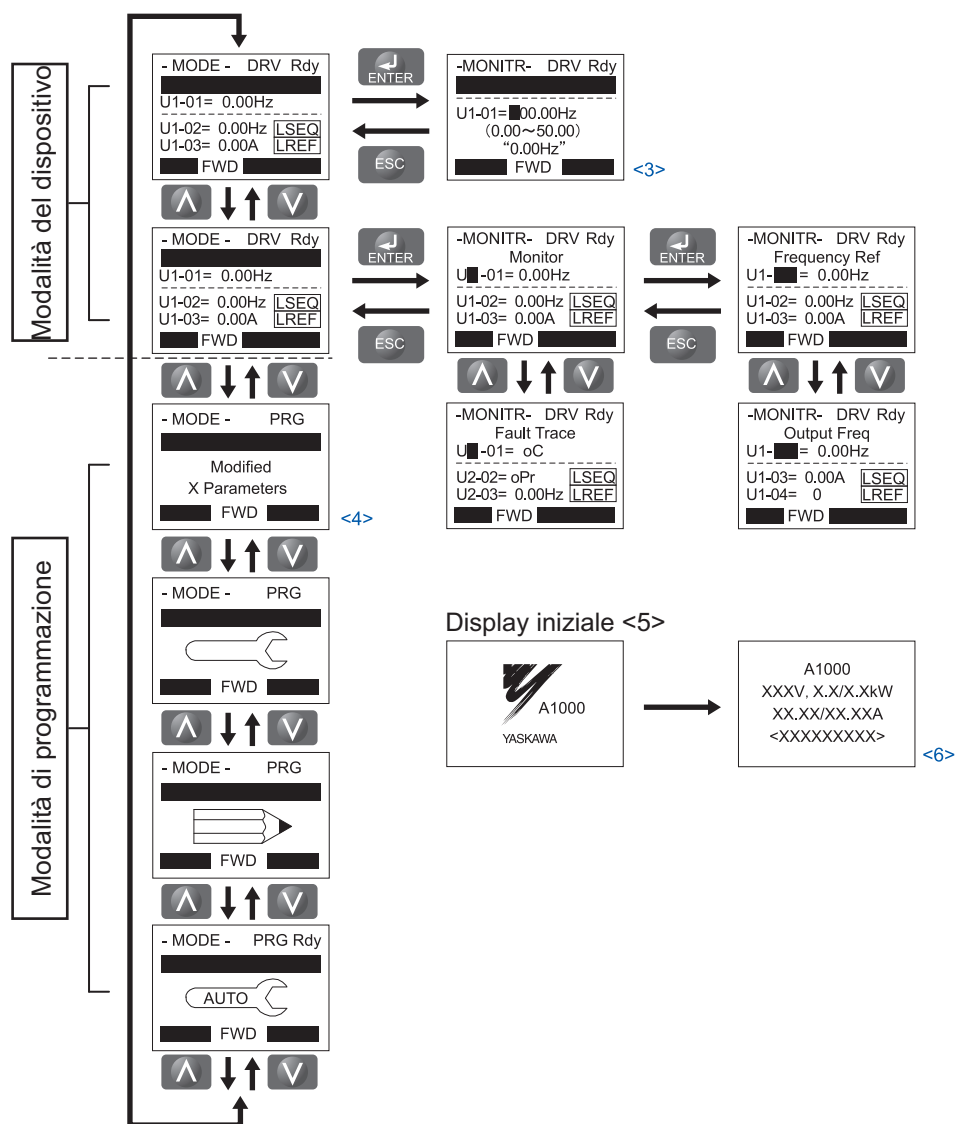 Modalità del dispositivo
- MODE - DRV Rdy
U1-01= 0.00Hz
U1-02= 0.00Hz LSEQ
U1-03= 0.00A LREF
FWD
ENTER
ESC
-MONITR- DRV Rdy
U1-01= 00.00Hz
(0.00～50.00)
“0.00Hz”
FWD
<3>
Λ V
- MODE - DRV Rdy
U1-01= 0.00Hz
U1-02= 0.00Hz LSEQ
U1-03= 0.00A LREF
FWD
ENTER
ESC
-MONITR- DRV Rdy
Monitor
U -01= 0.00Hz
U1-02= 0.00Hz LSEQ
U1-03= 0.00A LREF
FWD
ENTER
ESC
-MONITR- DRV Rdy
Frequency Ref
U1- = 0.00Hz
U1-02= 0.00Hz LSEQ
U1-03= 0.00A LREF
FWD
Λ V
Λ V
Λ V
-MONITR- DRV Rdy
Fault Trace
U -01= oC
U2-02= oPr LSEQ
U2-03= 0.00Hz LREF
FWD
-MONITR- DRV Rdy
Output Freq
U1- = 0.00Hz
U1-03= 0.00A LSEQ
U1-04= 0 LREF
FWD
Modalità di programmazione
- MODE - PRG
Modified
X Parameters
FWD
<4>
Λ V
- MODE - PRG
FWD
Λ V
- MODE - PRG
FWD
Λ V
- MODE - PRG Rdy
AUTO
FWD
Λ V
Display iniziale <5>
A1000
YASKAWA
A1000
XXXV, X.X/X.XkW
XX.XX/XX.XXA
<XXXXXXXXX>
<6>